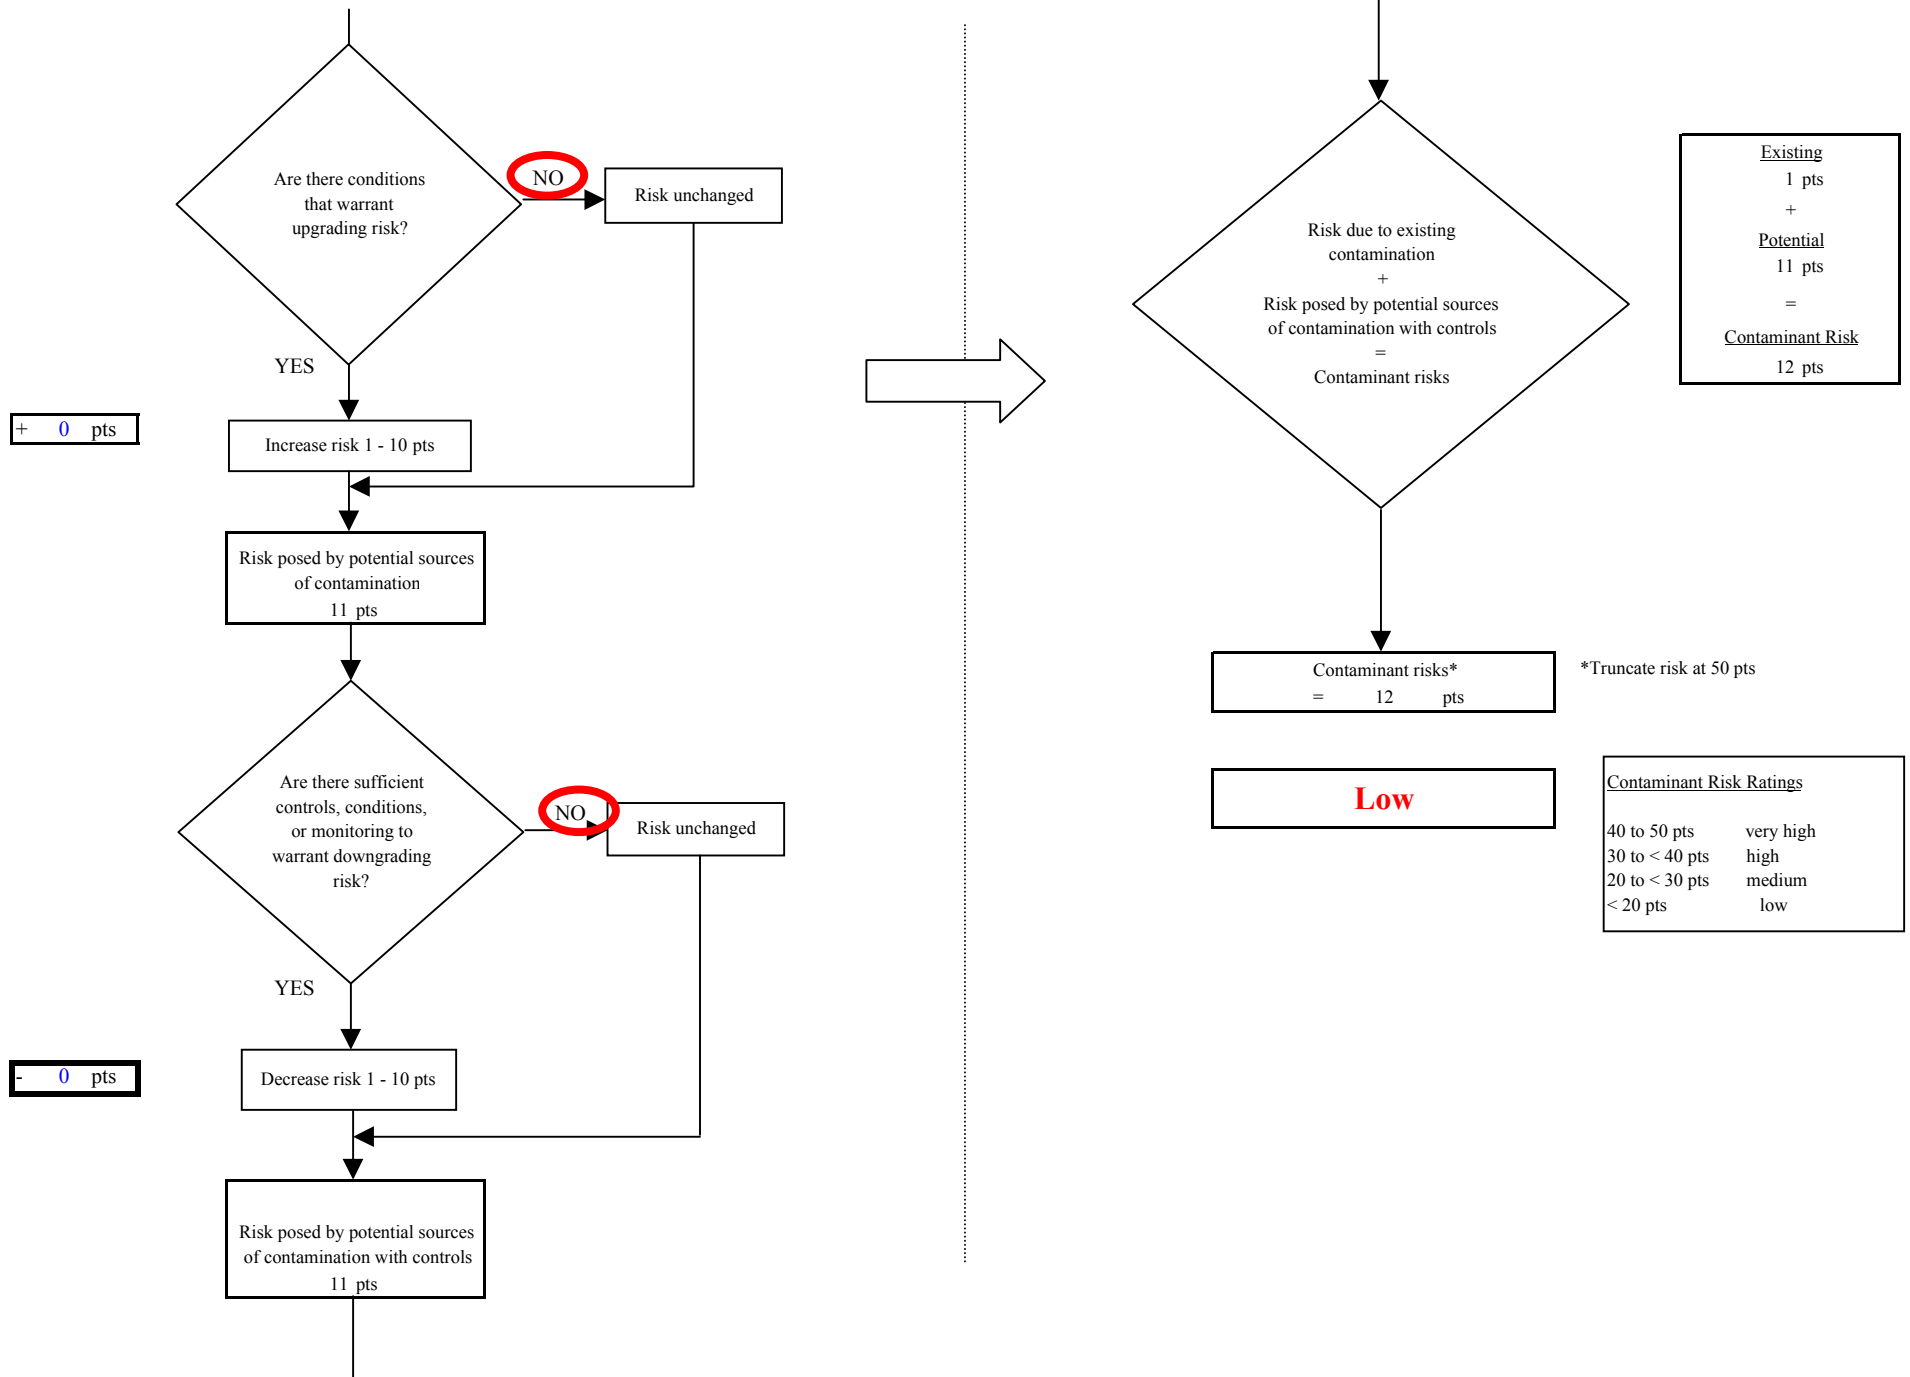 Are there conditions
that warrant
upgrading risk?
NO
Risk unchanged
YES
+ 0 pts
Increase risk 1 - 10 pts
Risk posed by potential sources
of contamination
11 pts
Are there sufficient
controls, conditions,
or monitoring to
warrant downgrading
risk?
NO
Risk unchanged
YES
- 0 pts
Decrease risk 1 - 10 pts
Risk posed by potential sources
of contamination with controls
11 pts
Risk due to existing
contamination
+
Risk posed by potential sources
of contamination with controls
=
Contaminant risks
Existing
1 pts
+
Potential
11 pts
=
Contaminant Risk
12 pts
Contaminant risks*
= 12 pts
*Truncate risk at 50 pts
Low
Contaminant Risk Ratings
40 to 50 pts very high
30 to < 40 pts high
20 to < 30 pts medium
< 20 pts low